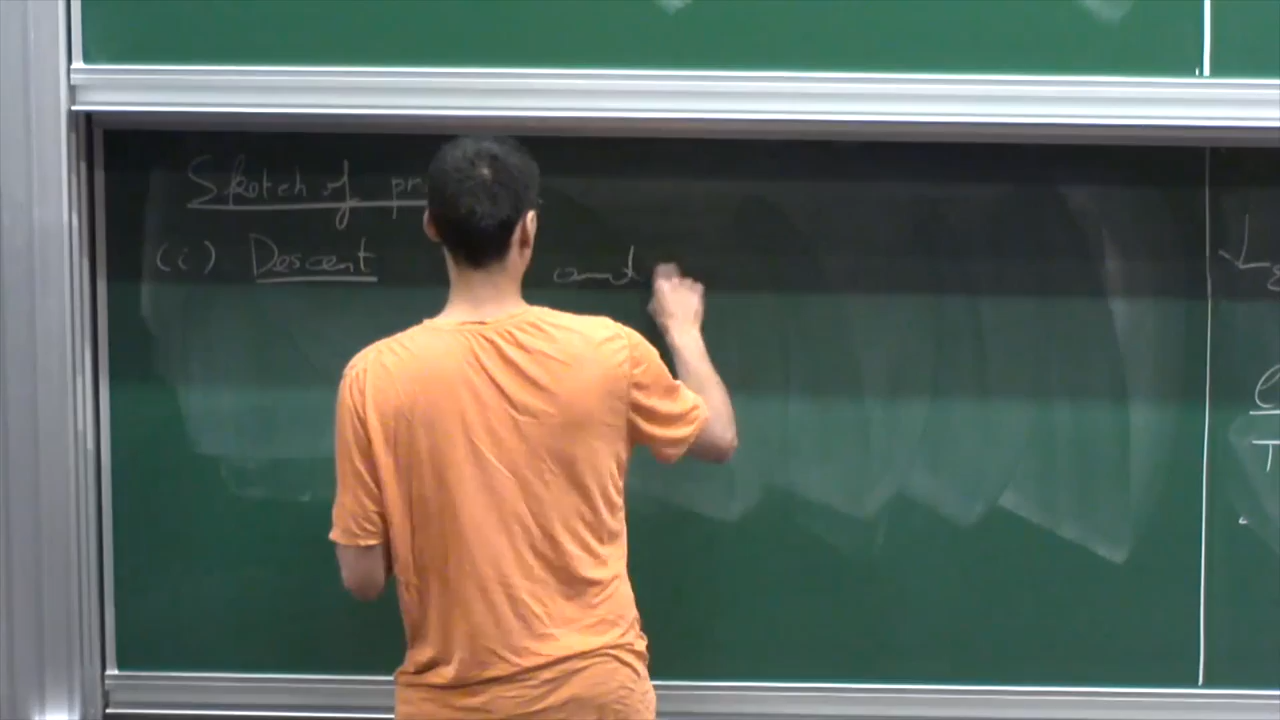 Sketch of pr
(i) Descent and